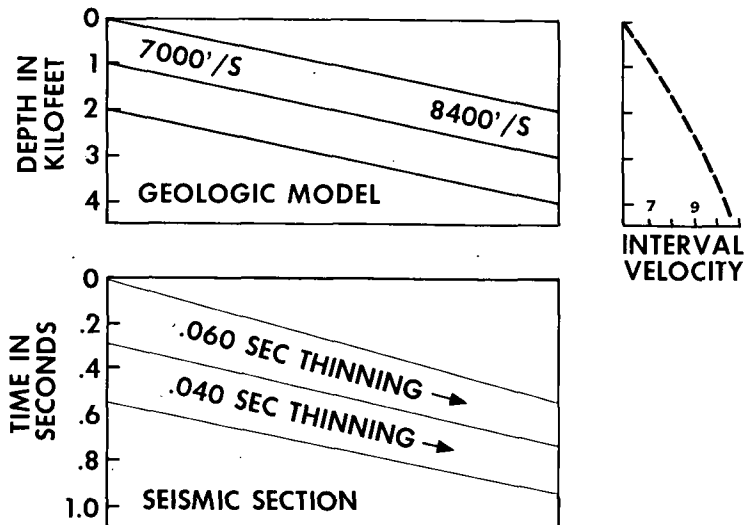 DEPTH IN
KILOFEET
0
1
2
3
4
7000'/S
8400'/S
GEOLOGIC MODEL
7
9
INTERVAL
VELOCITY
TIME IN
SECONDS
0
.2
.4
.6
.8
1.0
.060 SEC THINNING
.040 SEC THINNING
SEISMIC SECTION